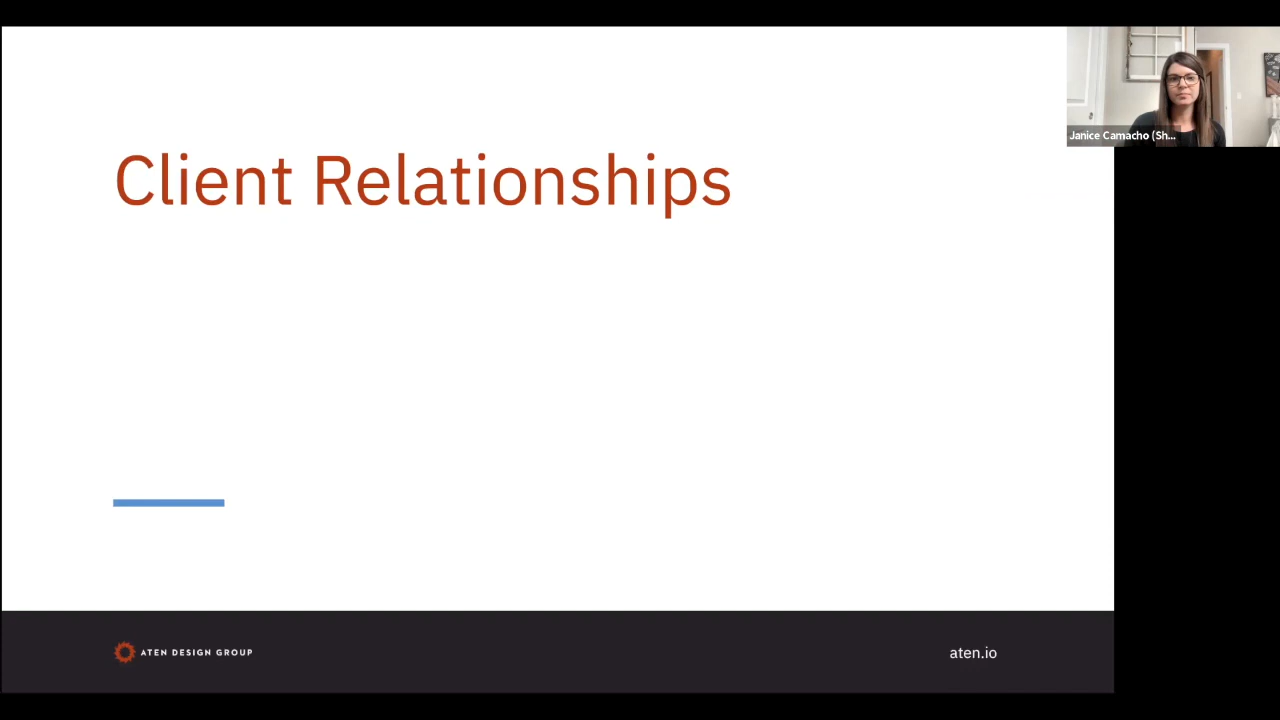 Janice Camacho (Sh...
Client Relationships
ATEN DESIGN GROUP
aten.io